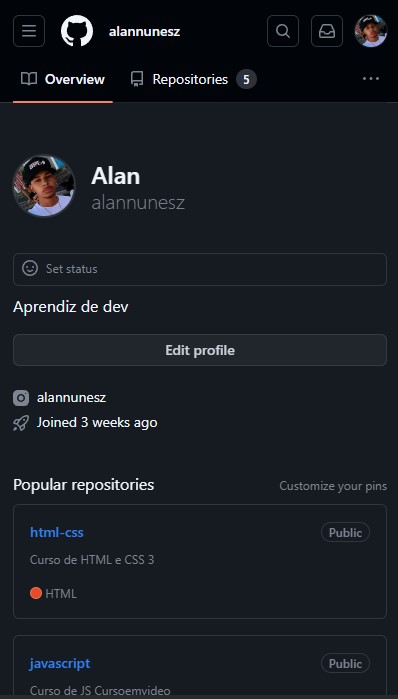 alannunesz
Overview
Repositories 5
Alan
alannunesz
Set status
Aprendiz de dev
Edit profile
alannunesz
Joined 3 weeks ago
Popular repositories
Customize your pins
html-css
Public
Curso de HTML e CSS 3
HTML
javascript
Public
Curso de JS Cursoemvideo